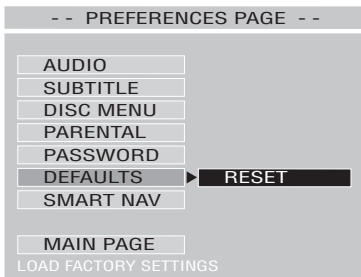 - - PREFERENCES PAGE - -
AUDIO
SUBTITLE
DISC MENU
PARENTAL
PASSWORD
DEFAULTS RESET
SMART NAV
MAIN PAGE
LOAD FACTORY SETTINGS